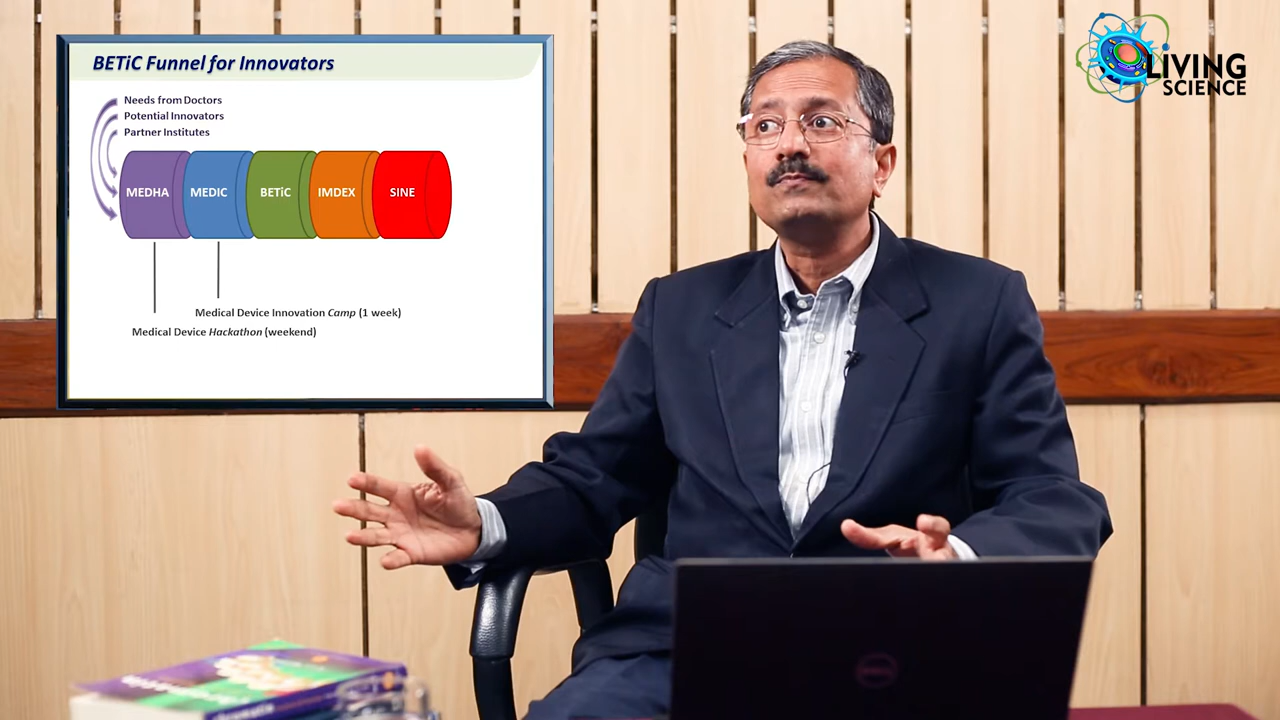 BETiC Funnel for Innovators
Needs from Doctors
Potential Innovators
Partner Institutes
MEDHA
MEDIC
BETiC
IMDEX
SINE
Medical Device Innovation Camp (1 week)
Medical Device Hackathon (weekend)
LIVING
SCIENCE
DELL